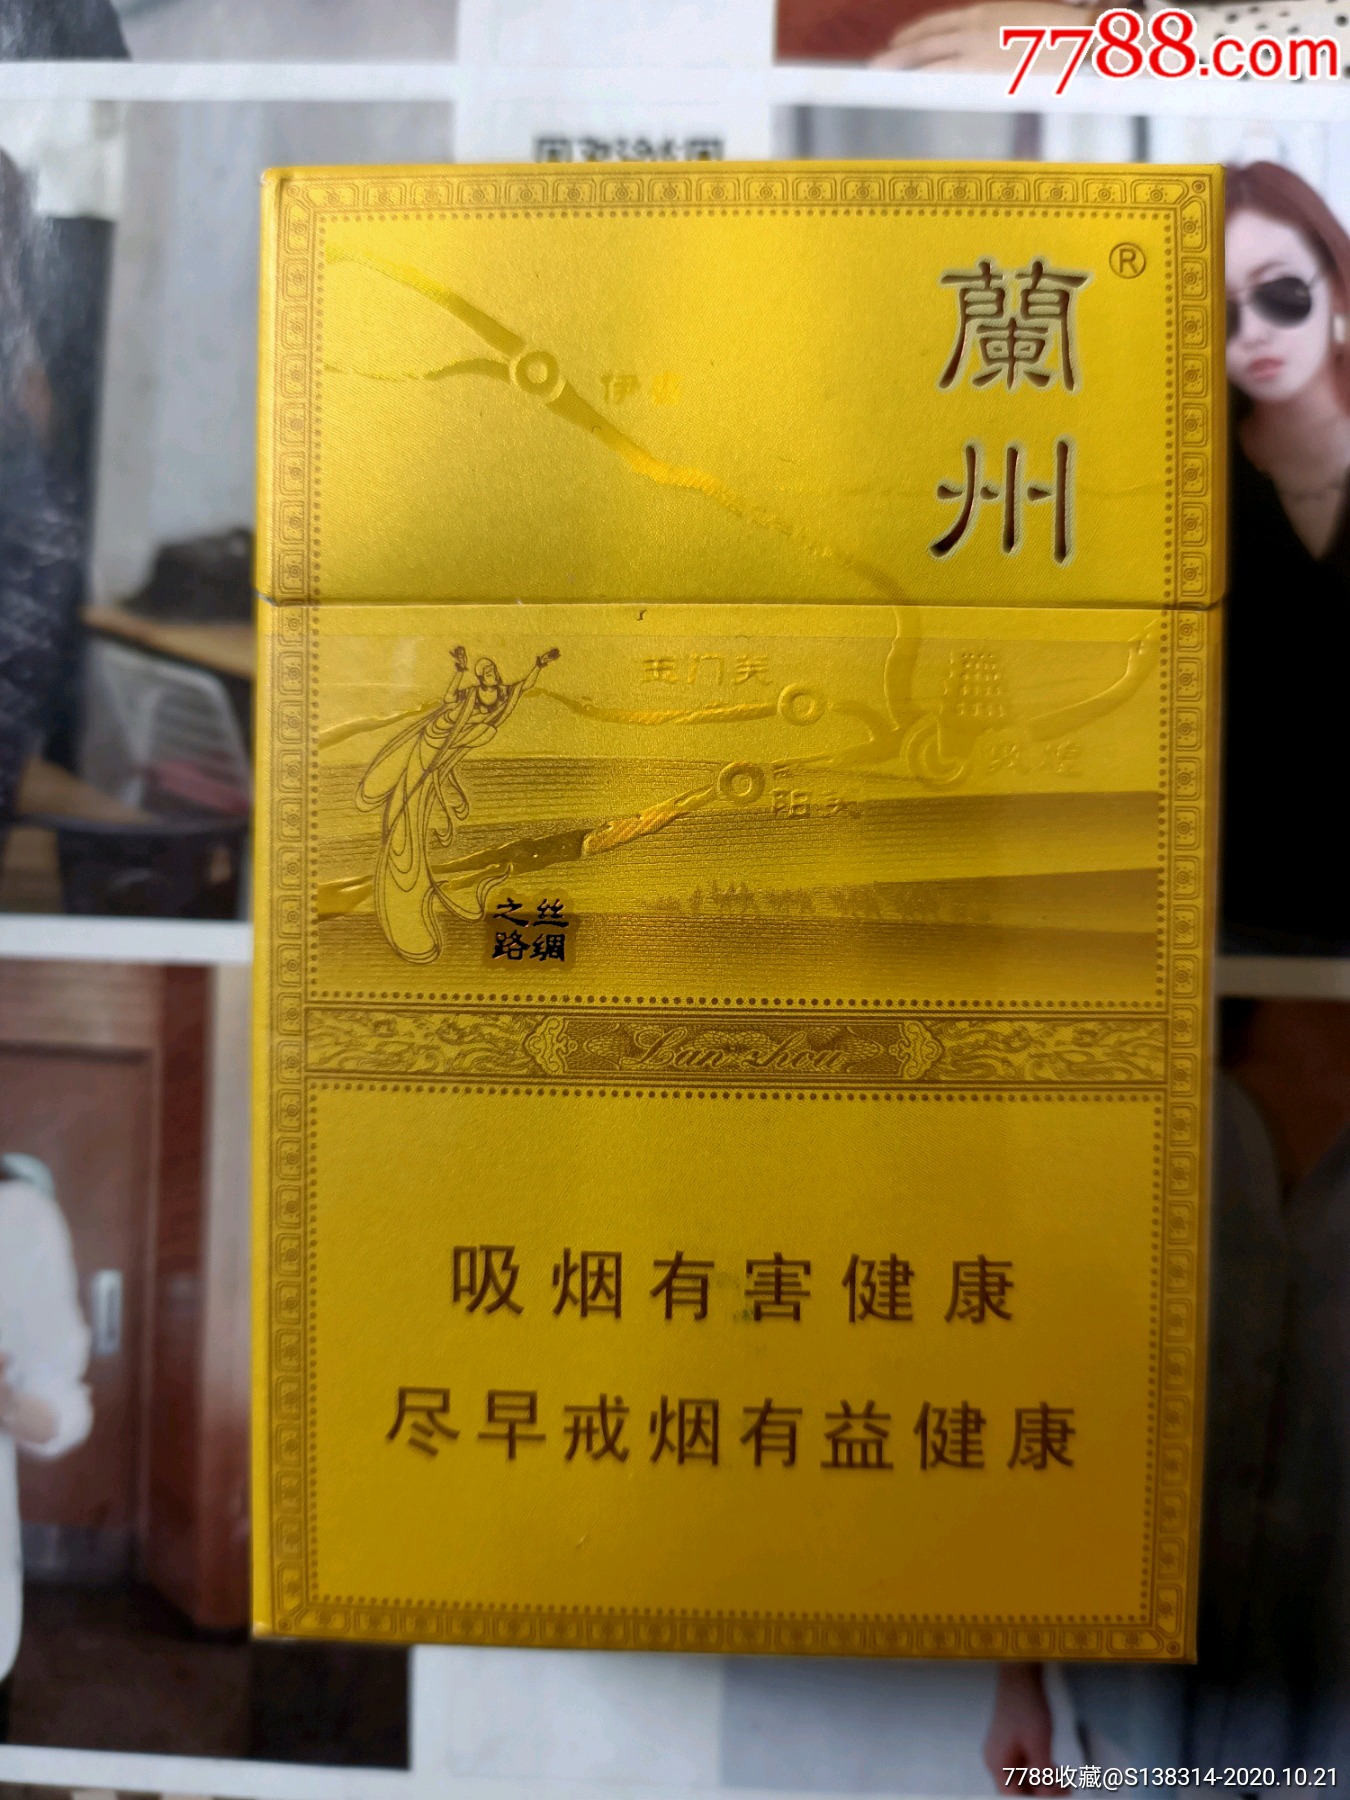 7788.com
蘭州®
伊吾
玉门关
敦煌
阳关
丝绸
之路
Lan zhou
吸烟有害健康
尽早戒烟有益健康
7788收藏@S138314-2020.10.21